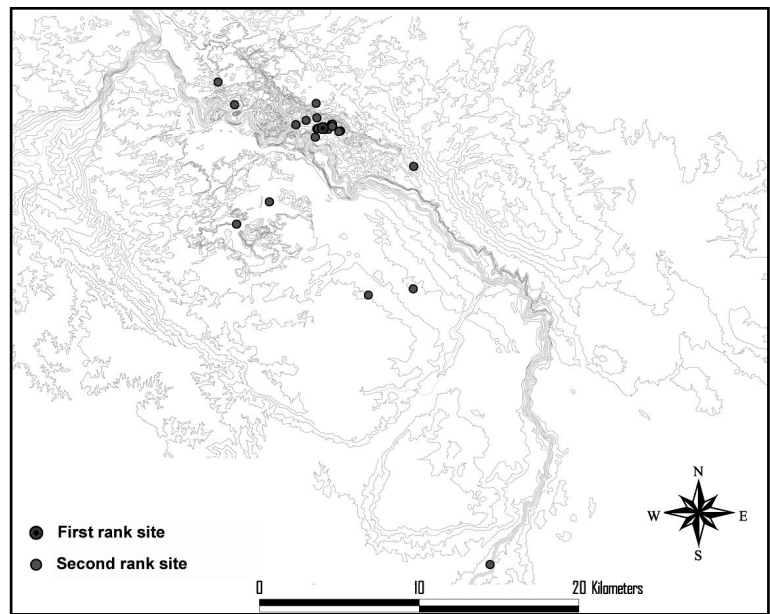 N
W E
S
First rank site
Second rank site
0 10 20 Kilometers